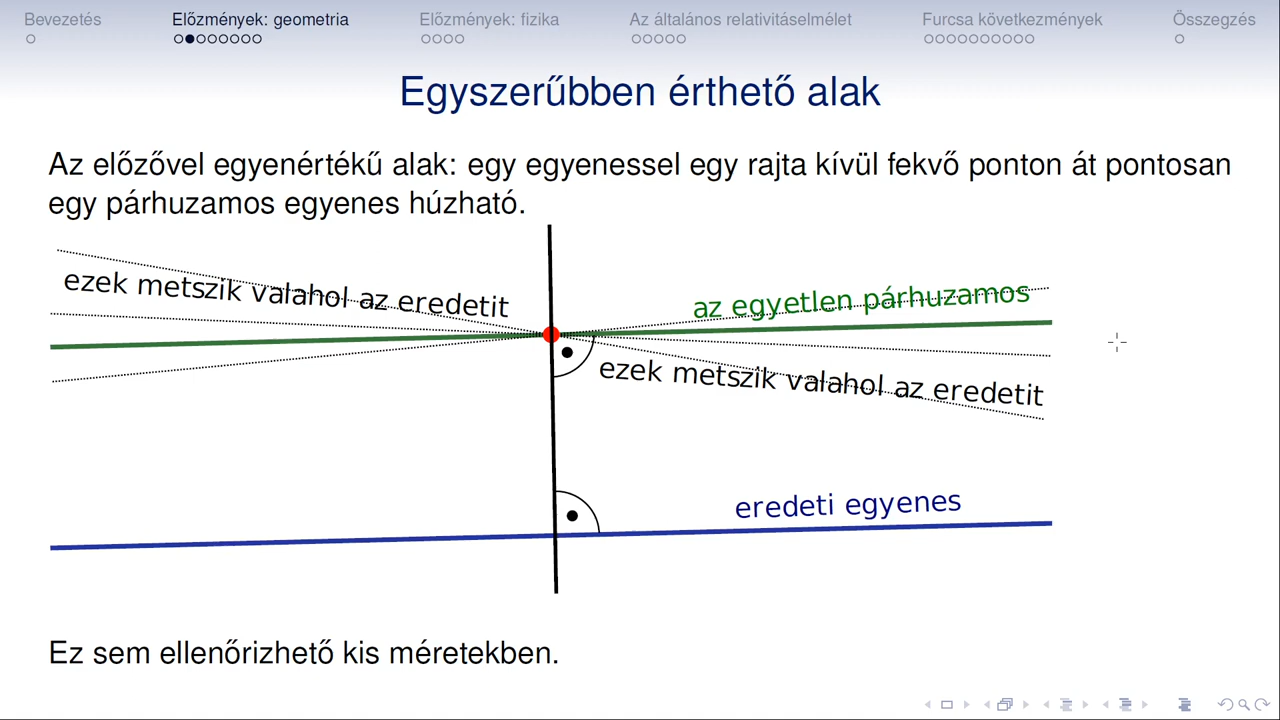 Bevezetés
Előzmények: geometria
Előzmények: fizika
Az általános relativitáselmélet
Furcsa következmények
Összegzés
Egyszerűbben érthető alak
Az előzővel egyenértékű alak: egy egyenessel egy rajta kívül fekvő ponton át pontosan
egy párhuzamos egyenes húzható.
ezek metszik valahol az eredetit
az egyetlen párhuzamos
ezek metszik valahol az eredetit
eredeti egyenes
Ez sem ellenőrizhető kis méretekben.